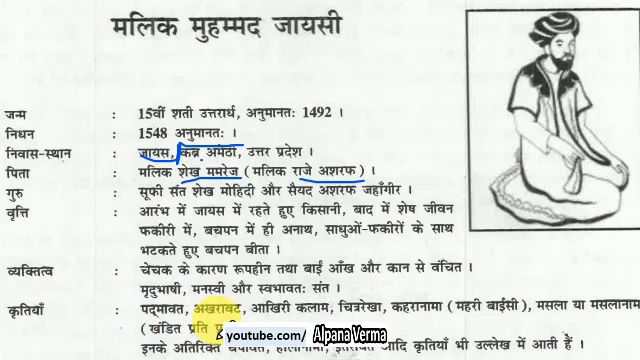 मलिक मुहम्मद जायसी
जन्म : 15वीं शती उत्तरार्ध, अनुमानतः 1492 ।
निधन : 1548 अनुमानतः ।
निवास-स्थान : जायस, कब्र अमेठी, उत्तर प्रदेश ।
पिता : मलिक शेख ममरेज (मलिक राजे अशरफ)
गुरु : सूफी संत शेख मोहिदी और सैयद अशरफ जहाँगीर ।
वृत्ति : आरंभ में जायस में रहते हुए किसानी, बाद में शेष जीवन
फकीरी में, बचपन में ही अनाथ, साधुओं-फकीरों के साथ
भटकते हुए बचपन बीता ।
व्यक्तित्व : चेचक के कारण रूपहीन तथा बाईं आँख और कान से वंचित ।
मृदुभाषी, मनस्वी और स्वभावतः संत ।
कृतियाँ : पद्मावत, अखरावट, आखिरी कलाम, चित्ररेखा, कहरानामा (महरी बाईसी), मसला या मसलानामा
(खंडित प्रति
youtube.com/ Alpana Verma
इनके अतिरिक्त आदि कृतियाँ भी उल्लेख में आती हैं ।